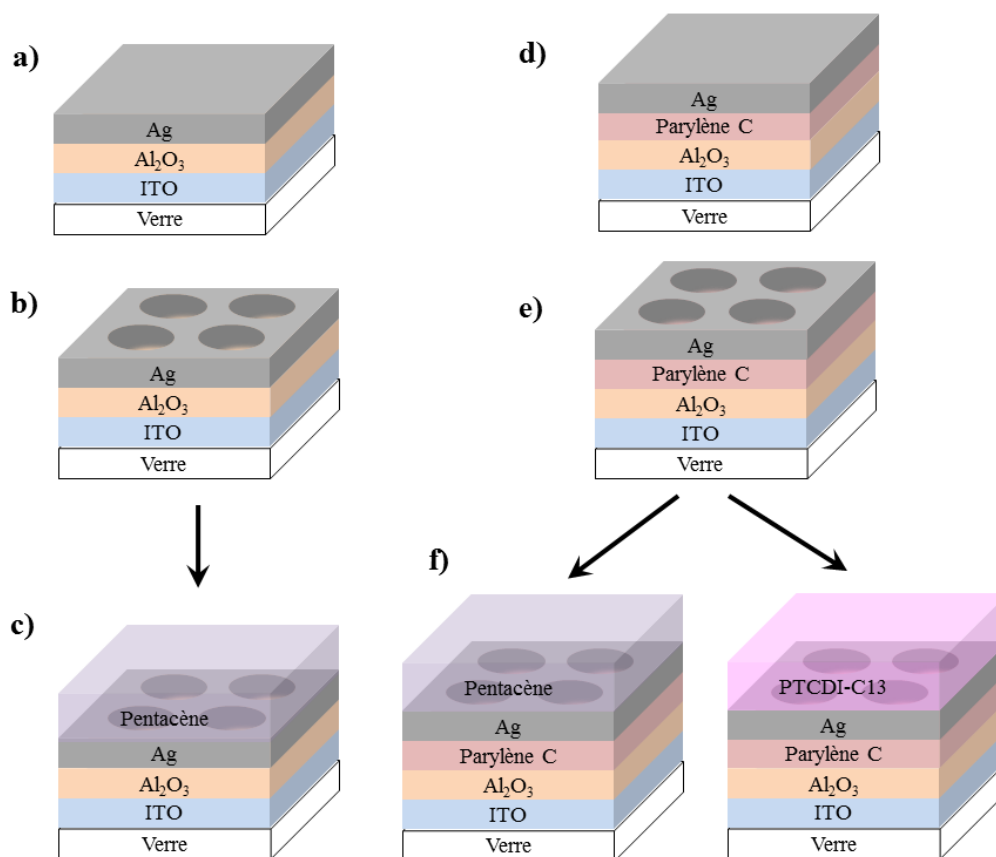 a)
Ag
Al₂O₃
ITO
Verre
b)
Ag
Al₂O₃
ITO
Verre
c)
Pentacène
Ag
Al₂O₃
ITO
Verre
d)
Ag
Parylène C
Al₂O₃
ITO
Verre
e)
Ag
Parylène C
Al₂O₃
ITO
Verre
f)
Pentacène
Ag
Parylène C
Al₂O₃
ITO
Verre
PTCDI-C13
Ag
Parylène C
Al₂O₃
ITO
Verre